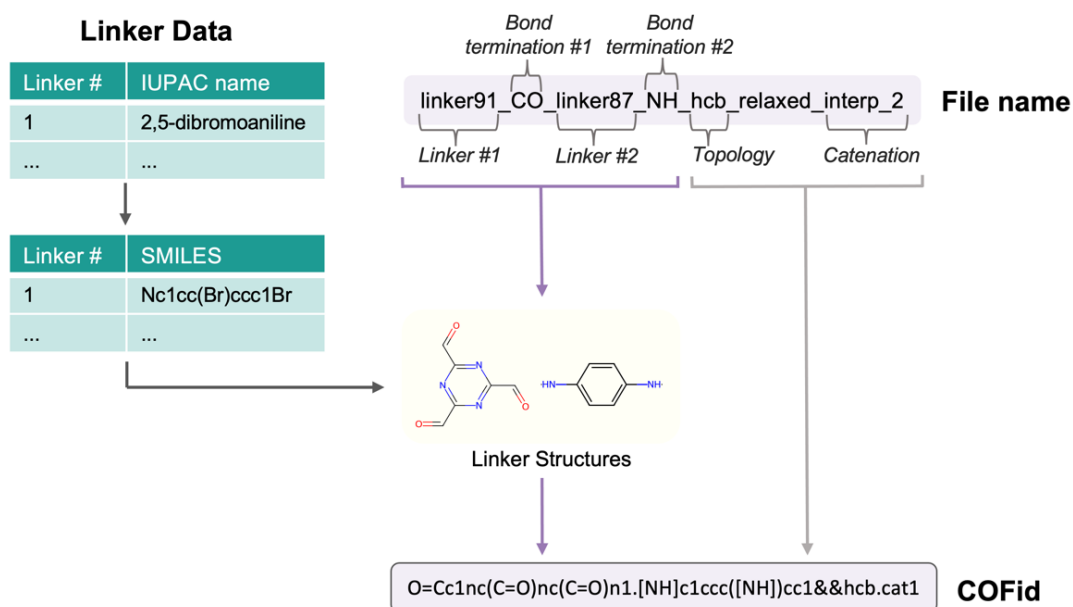 Linker Data
Linker # IUPAC name
1 2,5-dibromoaniline
... ...
Linker # SMILES
1 Nc1cc(Br)ccc1Br
... ...
Bond termination #1
Bond termination #2
linker91_CO_linker87_NH_hcb_relaxed_interp_2
File name
Linker #1
Linker #2
Topology
Catenation
O
N
N
N
O
O
HN
NH
Linker Structures
O=Cc1nc(C=O)nc(C=O)n1.[NH]c1ccc([NH])cc1&&hcb.cat1
COFid